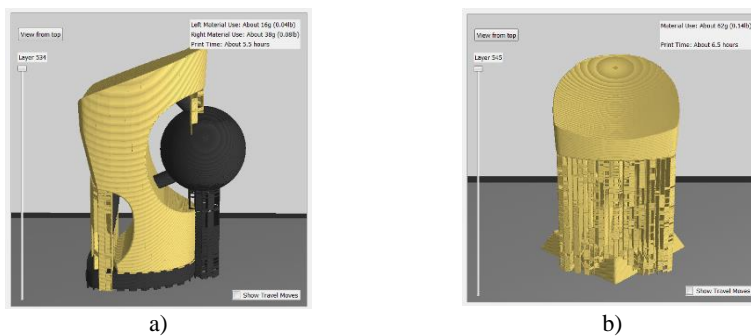 View from top
Left Material Use: About 16g (0.04lb)
Right Material Use: About 38g (0.08lb)
Print Time: About 5.5 hours
Layer 534
Show Travel Moves
a)
View from top
Material Use: About 62g (0.14lb)
Print Time: About 6.5 hours
Layer 545
Show Travel Moves
b)